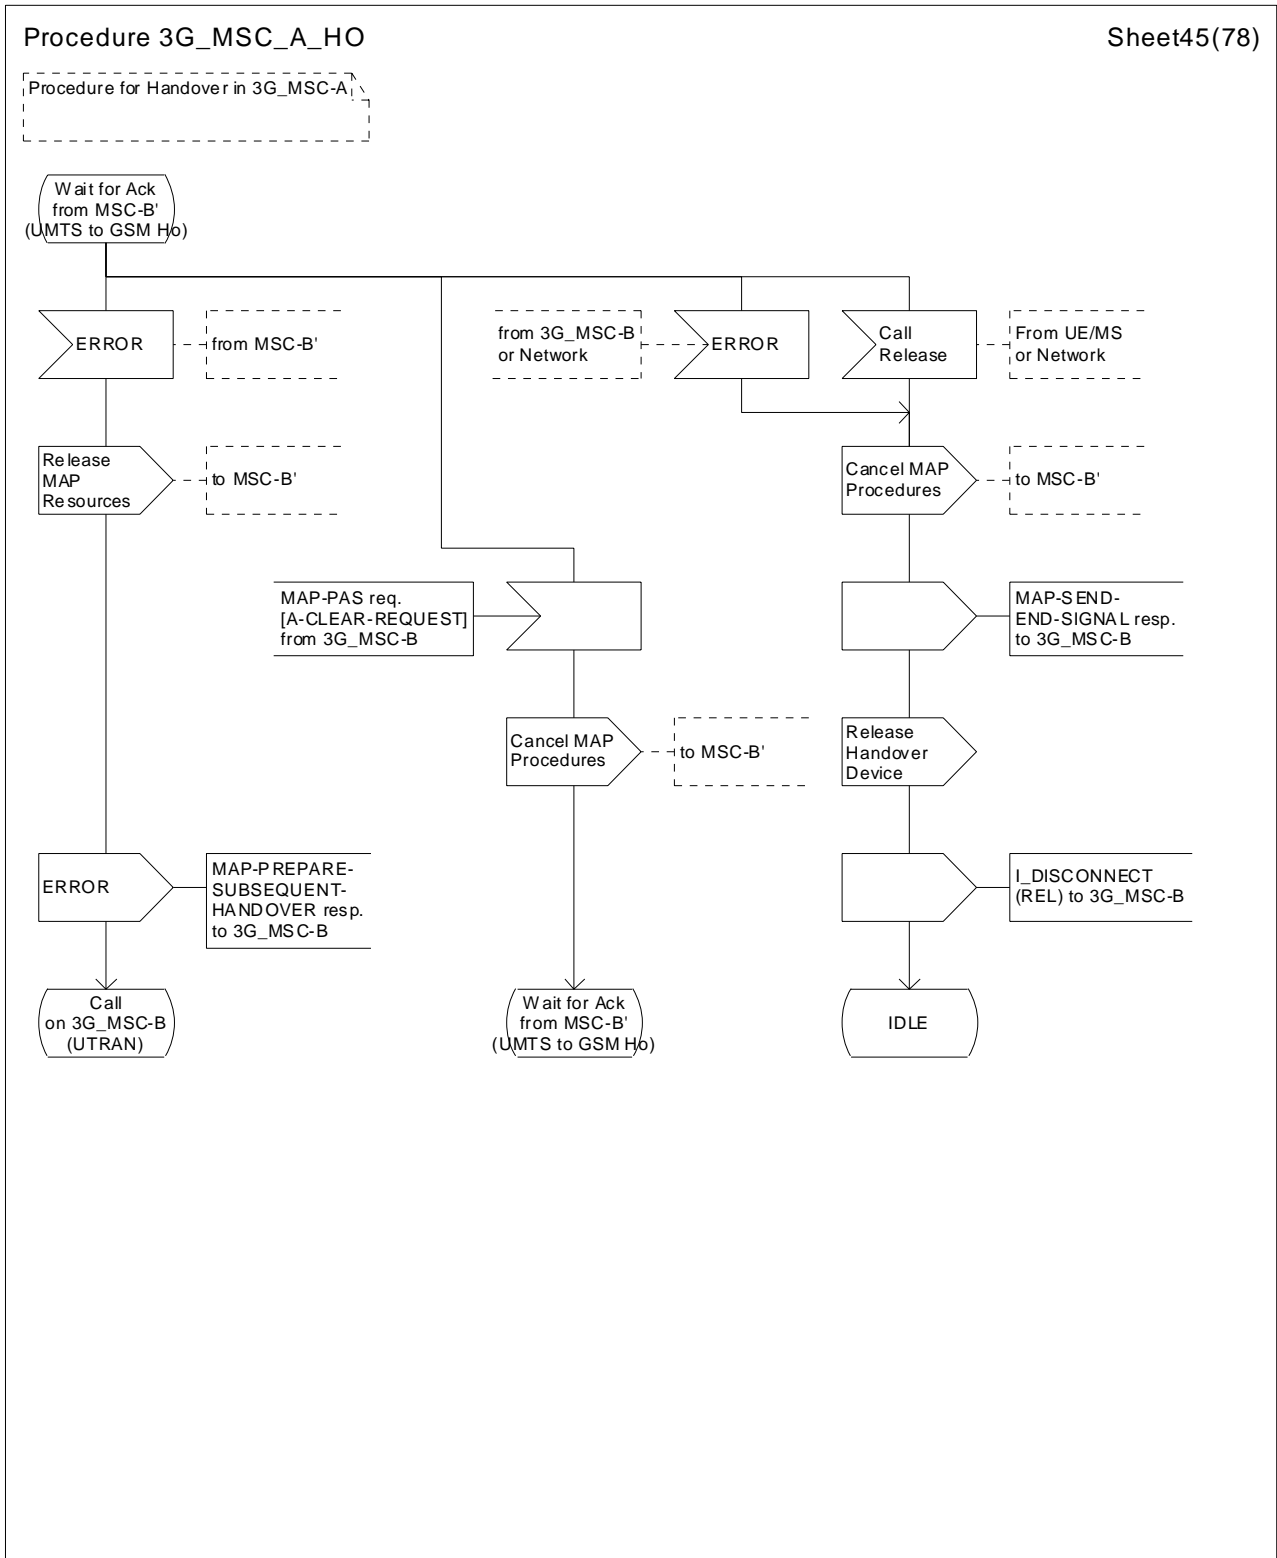 Procedure 3G_MSC_A_HO
Sheet45(78)
Procedure for Handover in 3G_MSC-A
Wait for Ack
from MSC-B'
(UMTS to GSM Ho)
ERROR
from MSC-B'
from 3G_MSC-B
or Network
ERROR
Call
Release
From UE/MS
or Network
Release
MAP
Resources
to MSC-B'
Cancel MAP
Procedures
to MSC-B'
MAP-PAS req.
[A-CLEAR-REQUEST]
from 3G_MSC-B
MAP-SEND-
END-SIGNAL resp.
to 3G_MSC-B
Cancel MAP
Procedures
to MSC-B'
Release
Handover
Device
ERROR
MAP-PREPARE-
SUBSEQUENT-
HANDOVER resp.
to 3G_MSC-B
I_DISCONNECT
(REL) to 3G_MSC-B
Call
on 3G_MSC-B
(UTRAN)
Wait for Ack
from MSC-B'
(UMTS to GSM Ho)
IDLE